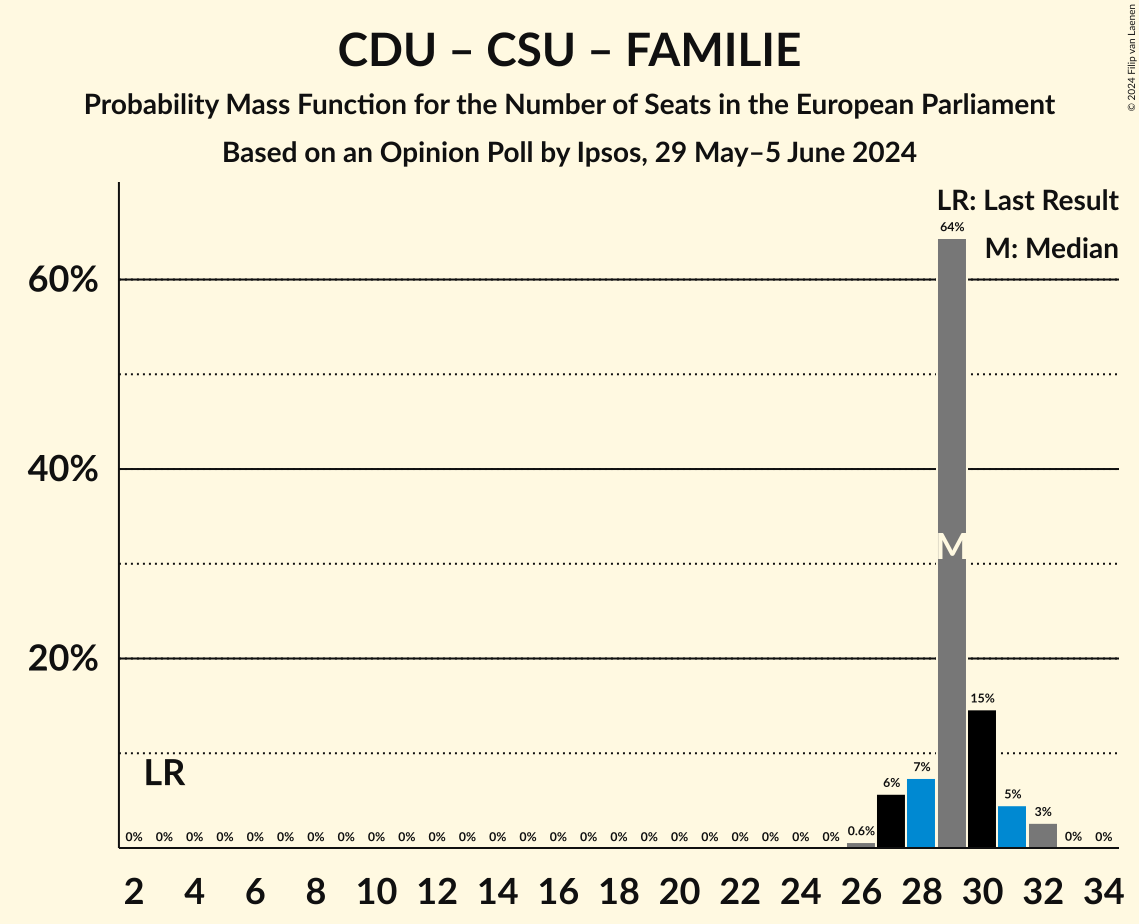 CDU – CSU – FAMILIE
Probability Mass Function for the Number of Seats in the European Parliament
Based on an Opinion Poll by Ipsos, 29 May–5 June 2024
© 2024 Filip van Laenen
LR: Last Result
M: Median
64%
60%
40%
M
20%
15%
LR
7%
6%
5%
3%
0% 0% 0% 0% 0% 0% 0% 0% 0% 0% 0% 0% 0% 0% 0% 0% 0% 0% 0% 0% 0% 0% 0% 0% 0.6% 0% 0%
2 4 6 8 10 12 14 16 18 20 22 24 26 28 30 32 34